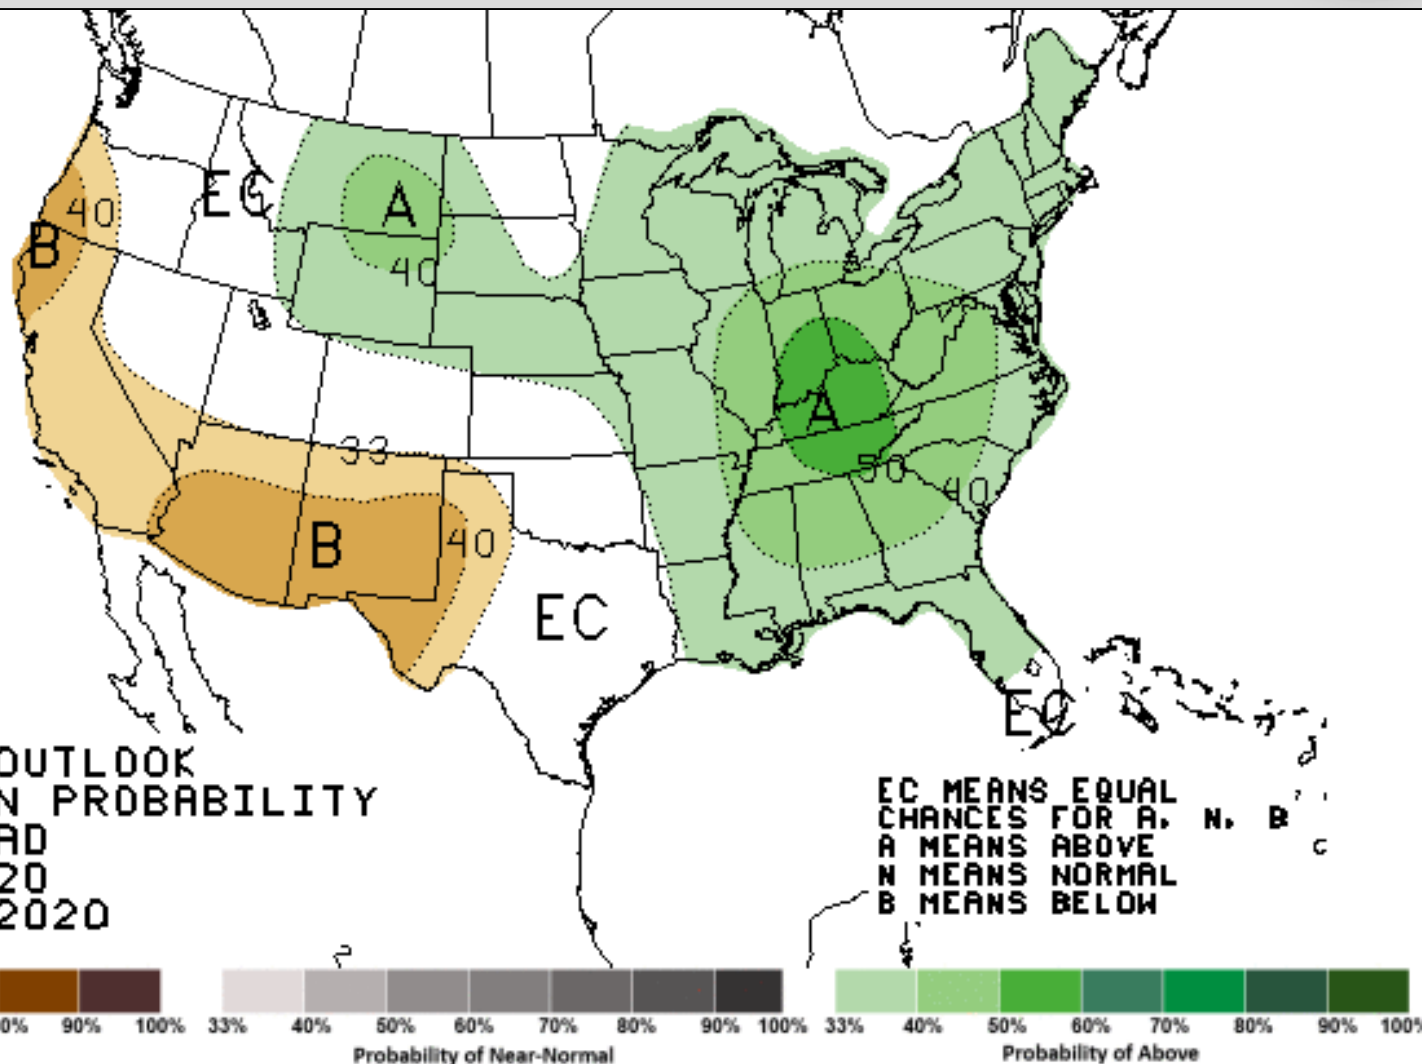 EC
A
40
40
B
A
33
50
40
B
40
EC
EC
OUTLOOK
N PROBABILITY
AD
20
2020
EC MEANS EQUAL
CHANCES FOR A, N, B
A MEANS ABOVE
N MEANS NORMAL
B MEANS BELOW
0% 90% 100% 33% 40% 50% 60% 70% 80% 90% 100% 33% 40% 50% 60% 70% 80% 90% 100%
Probability of Near-Normal Probability of Above